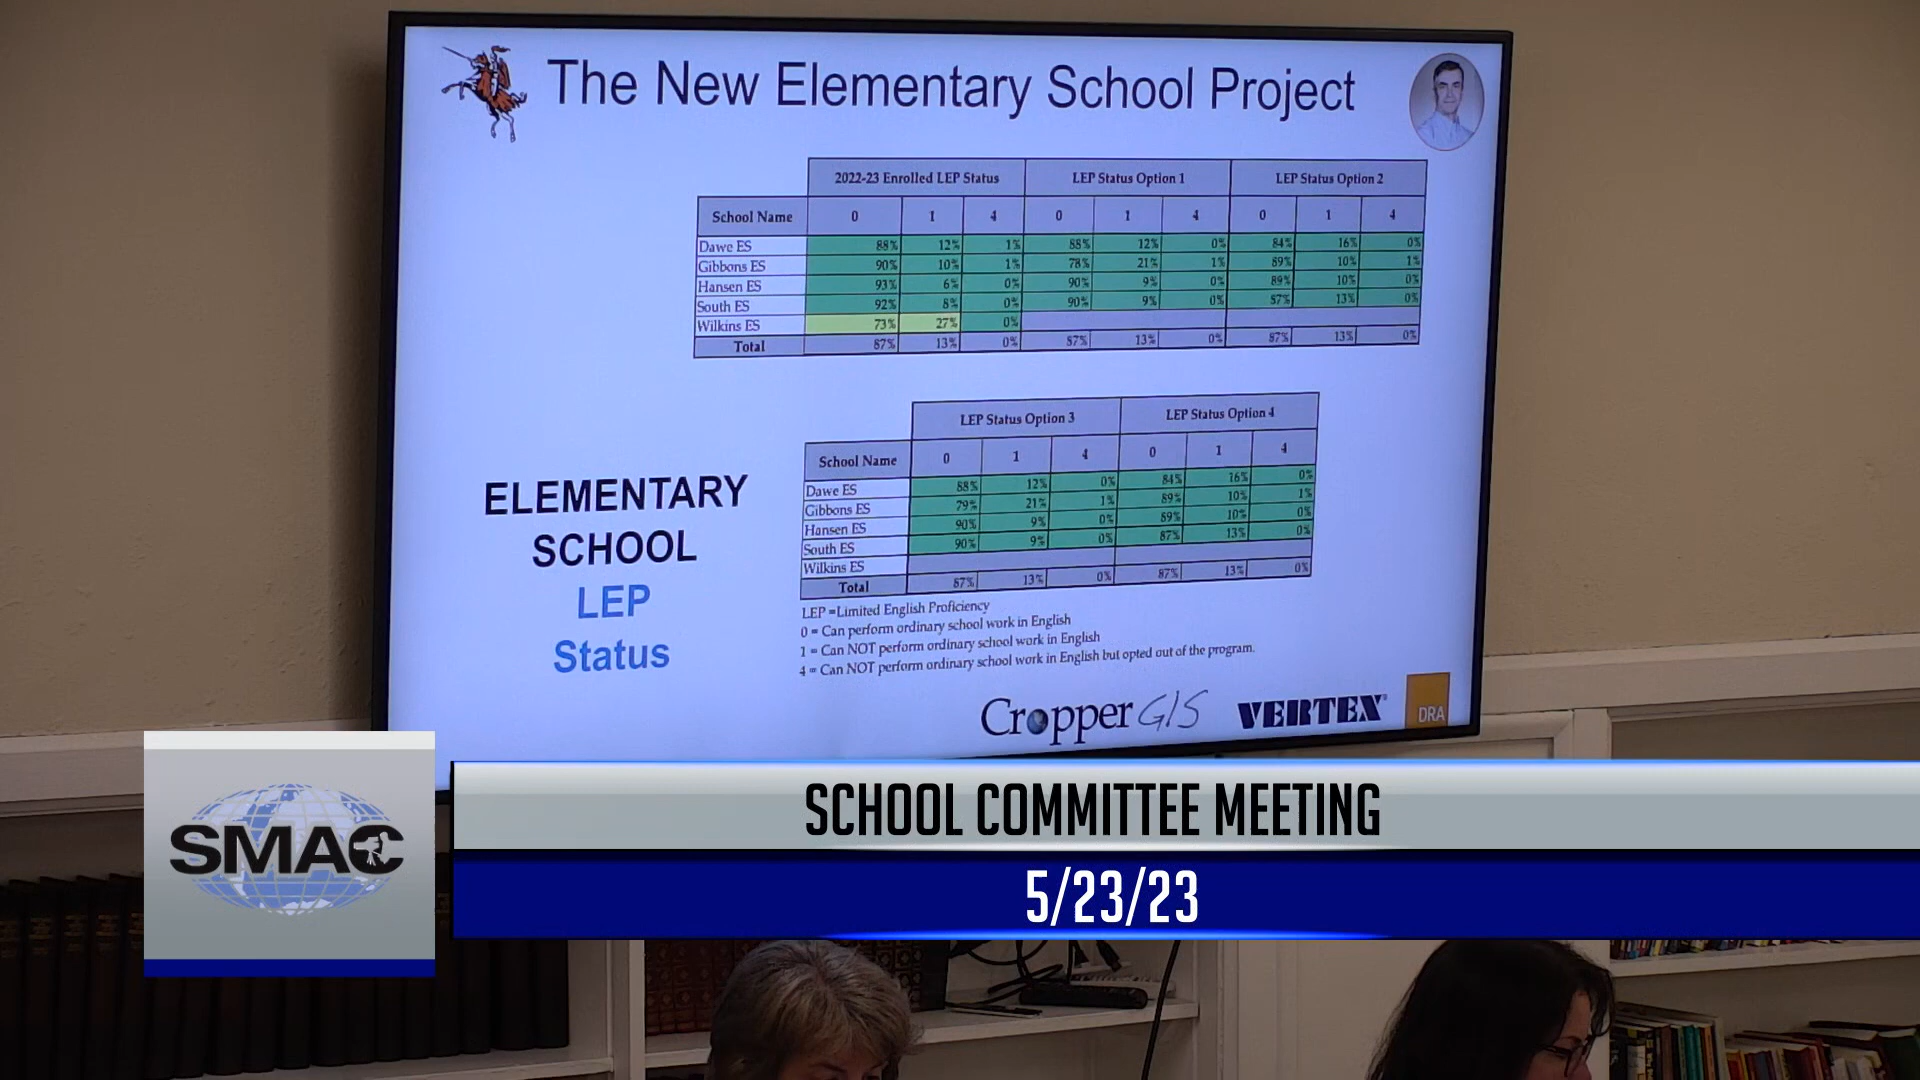 The New Elementary School Project
2022-23 Enrolled LEP Status LEP Status Option 1 LEP Status Option 2
School Name 0 1 4 0 1 4 0 1 4
Dawe ES 88% 12% 1% 88% 12% 0% 84% 16% 0%
Gibbons ES 90% 10% 1% 78% 21% 1% 89% 10% 1%
Hansen ES 93% 6% 0% 90% 9% 0% 89% 10% 0%
South ES 92% 8% 0% 90% 9% 0% 87% 13% 0%
Wilkins ES 73% 27% 0%
Total 87% 13% 0% 87% 13% 0% 87% 13% 0%
LEP Status Option 3 LEP Status Option 4
School Name 0 1 4 0 1 4
Dawe ES 88% 12% 0% 84% 16% 0%
Gibbons ES 79% 21% 1% 89% 10% 1%
Hansen ES 90% 9% 0% 89% 10% 0%
South ES 90% 9% 0% 87% 13% 0%
Wilkins ES
Total 87% 13% 0% 87% 13% 0%
ELEMENTARY
SCHOOL
LEP
Status
LEP =Limited English Proficiency
0 = Can perform ordinary school work in English
1 = Can NOT perform ordinary school work in English
4 = Can NOT perform ordinary school work in English but opted out of the program.
Cropper GIS VERTEX DRA
SMAC
SCHOOL COMMITTEE MEETING
5/23/23